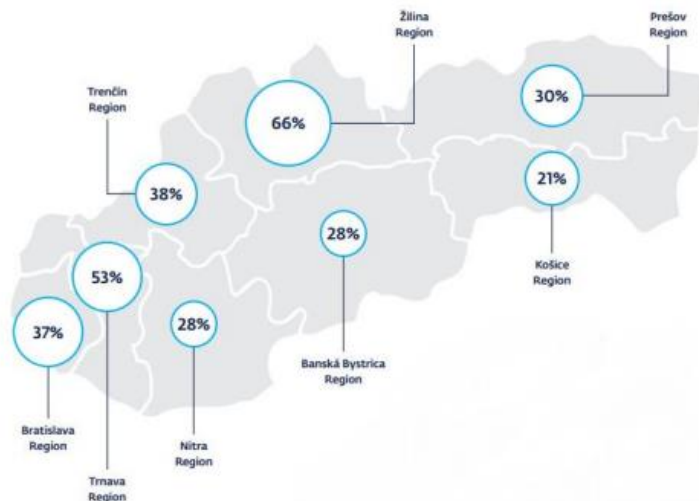 Žilina
Region
66%
Prešov
Region
30%
Trenčín
Region
38%
21%
Košice
Region
28%
Banská Bystrica
Region
53%
Trnava
Region
37%
Bratislava
Region
28%
Nitra
Region